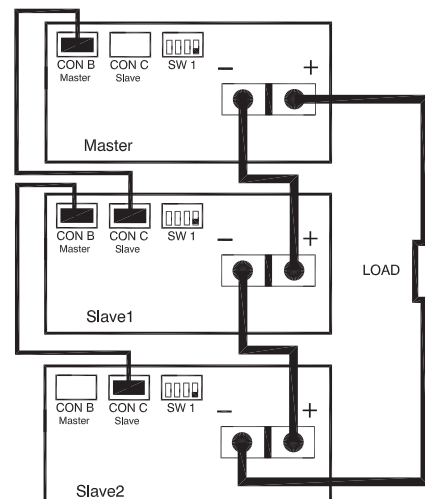 CON B CON C SW 1
Master Slave
- +
Master
CON B CON C SW 1
Master Slave
- +
LOAD
Slave1
CON B CON C SW 1
Master Slave
- +
Slave2